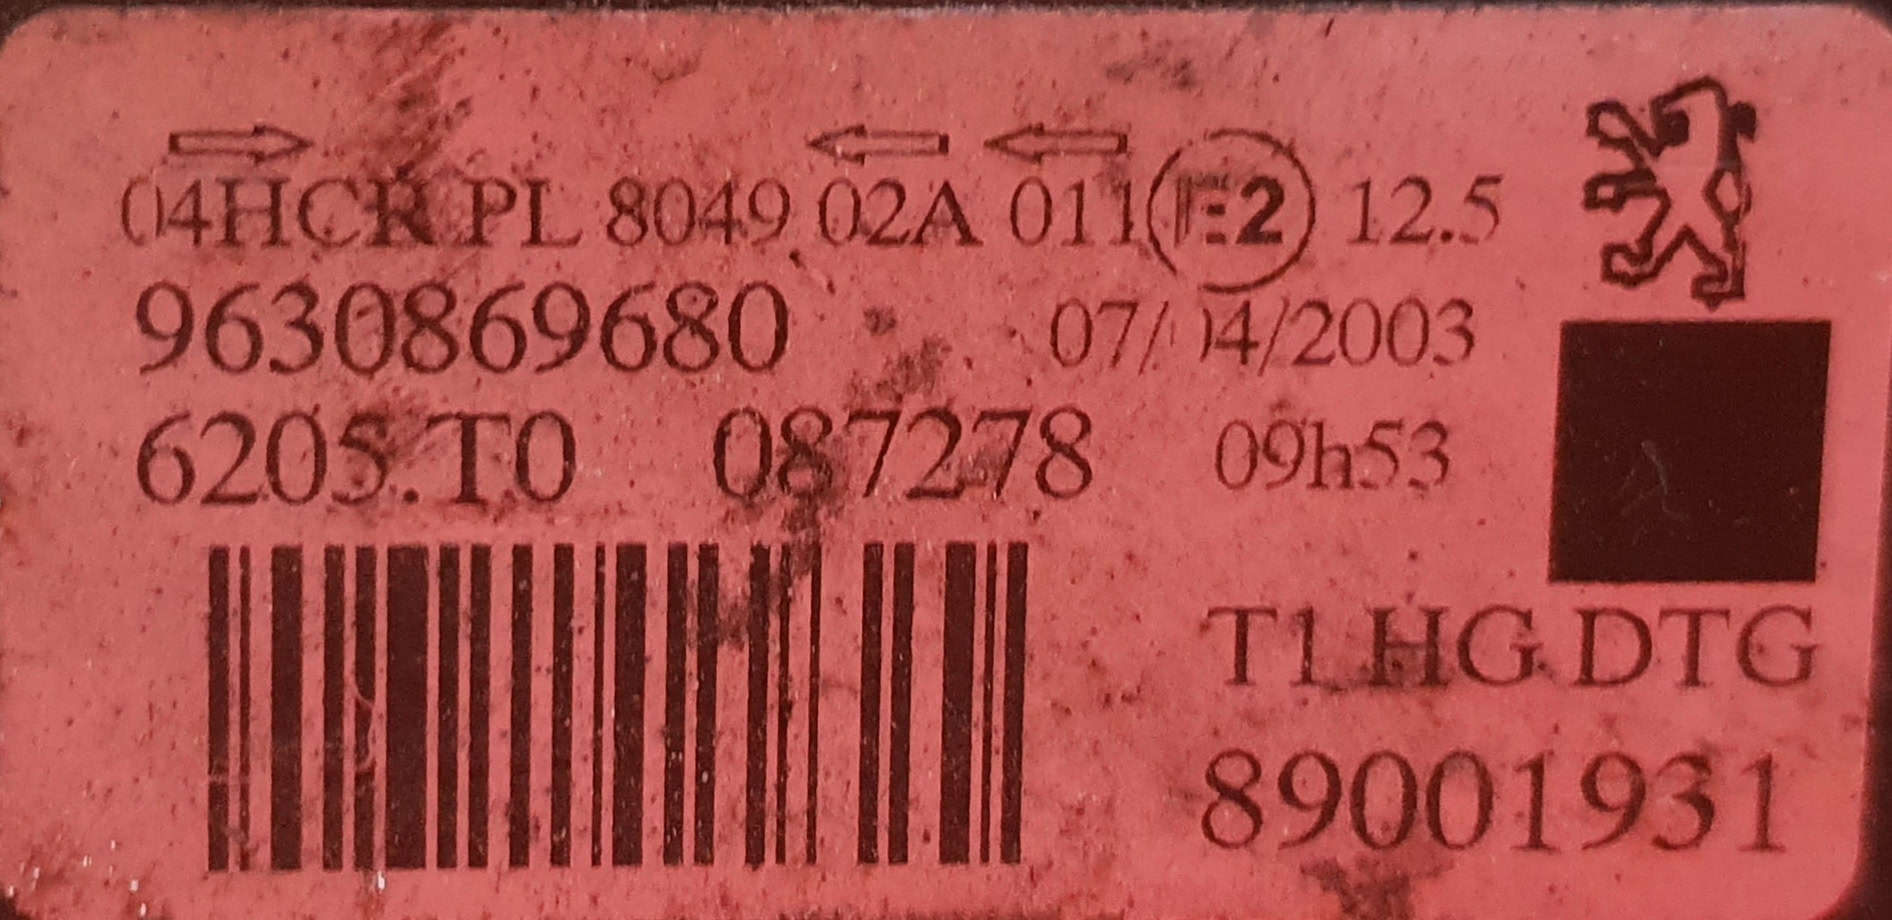 04HCR PL 8049 02A 011 E2 12.5
9630869680 07/04/2003
6205.T0 087278 09h53
T1 HG DTG
89001931